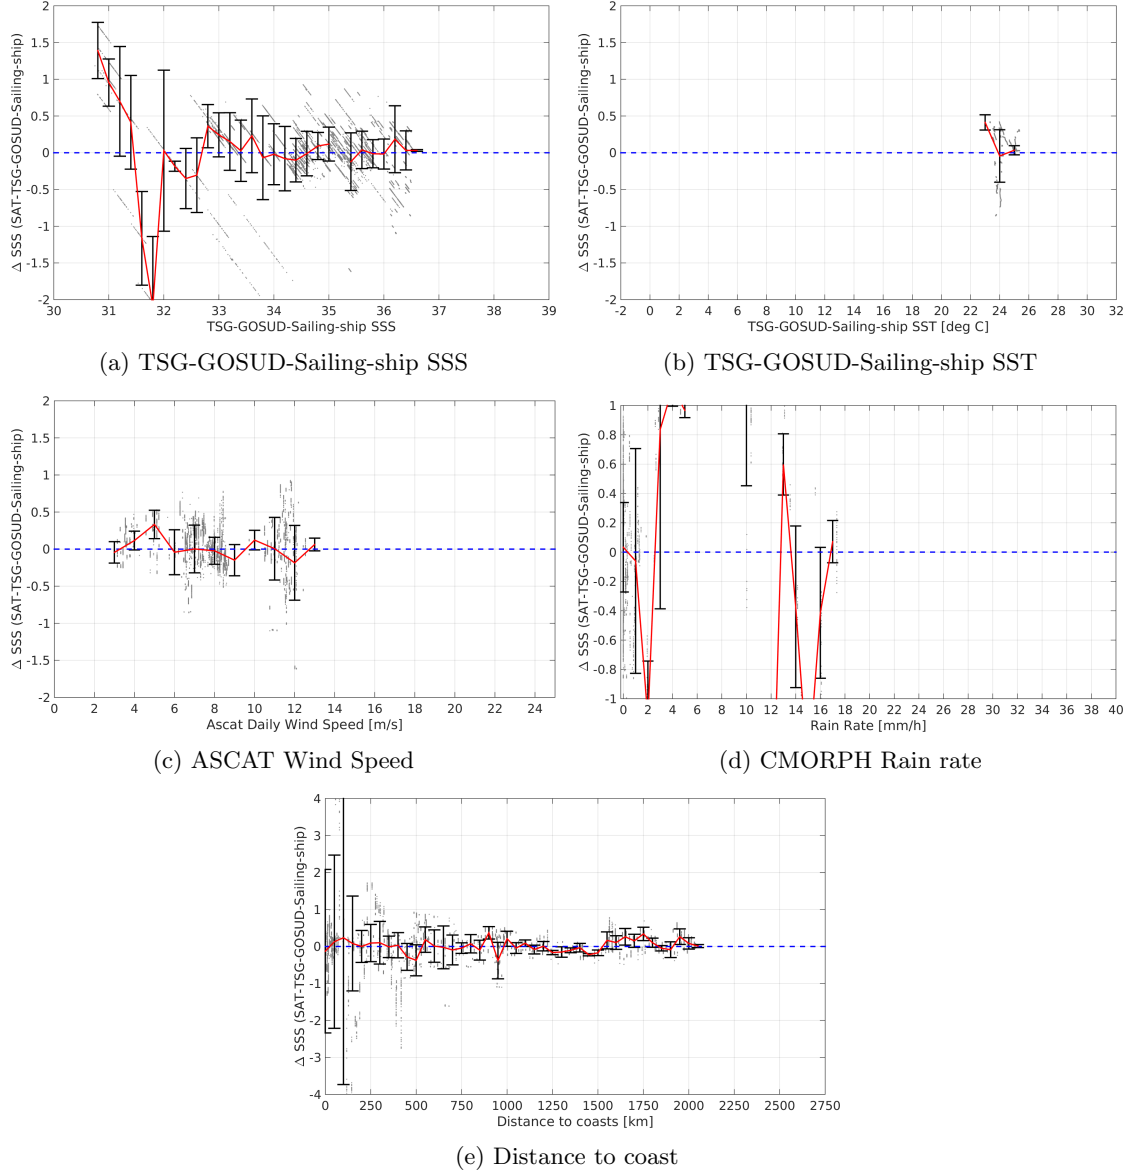 2
1.5
1
0.5
0
-0.5
-1
-1.5
-2
Δ SSS (SAT-TSG-GOSUD-Sailing-ship)
30 31 32 33 34 35 36 37 38 39
TSG-GOSUD-Sailing-ship SSS
(a) TSG-GOSUD-Sailing-ship SSS
2
1.5
1
0.5
0
-0.5
-1
-1.5
-2
Δ SSS (SAT-TSG-GOSUD-Sailing-ship)
-2 0 2 4 6 8 10 12 14 16 18 20 22 24 26 28 30 32
TSG-GOSUD-Sailing-ship SST [deg C]
(b) TSG-GOSUD-Sailing-ship SST
2
1.5
1
0.5
0
-0.5
-1
-1.5
-2
Δ SSS (SAT-TSG-GOSUD-Sailing-ship)
0 2 4 6 8 10 12 14 16 18 20 22 24
Ascat Daily Wind Speed [m/s]
(c) ASCAT Wind Speed
1
0.8
0.6
0.4
0.2
0
-0.2
-0.4
-0.6
-0.8
-1
Δ SSS (SAT-TSG-GOSUD-Sailing-ship)
0 2 4 6 8 10 12 14 16 18 20 22 24 26 28 30 32 34 36 38 40
Rain Rate [mm/h]
(d) CMORPH Rain rate
4
3
2
1
0
-1
-2
-3
-4
Δ SSS (SAT-TSG-GOSUD-Sailing-ship)
0 250 500 750 1000 1250 1500 1750 2000 2250 2500 2750
Distance to coasts [km]
(e) Distance to coast